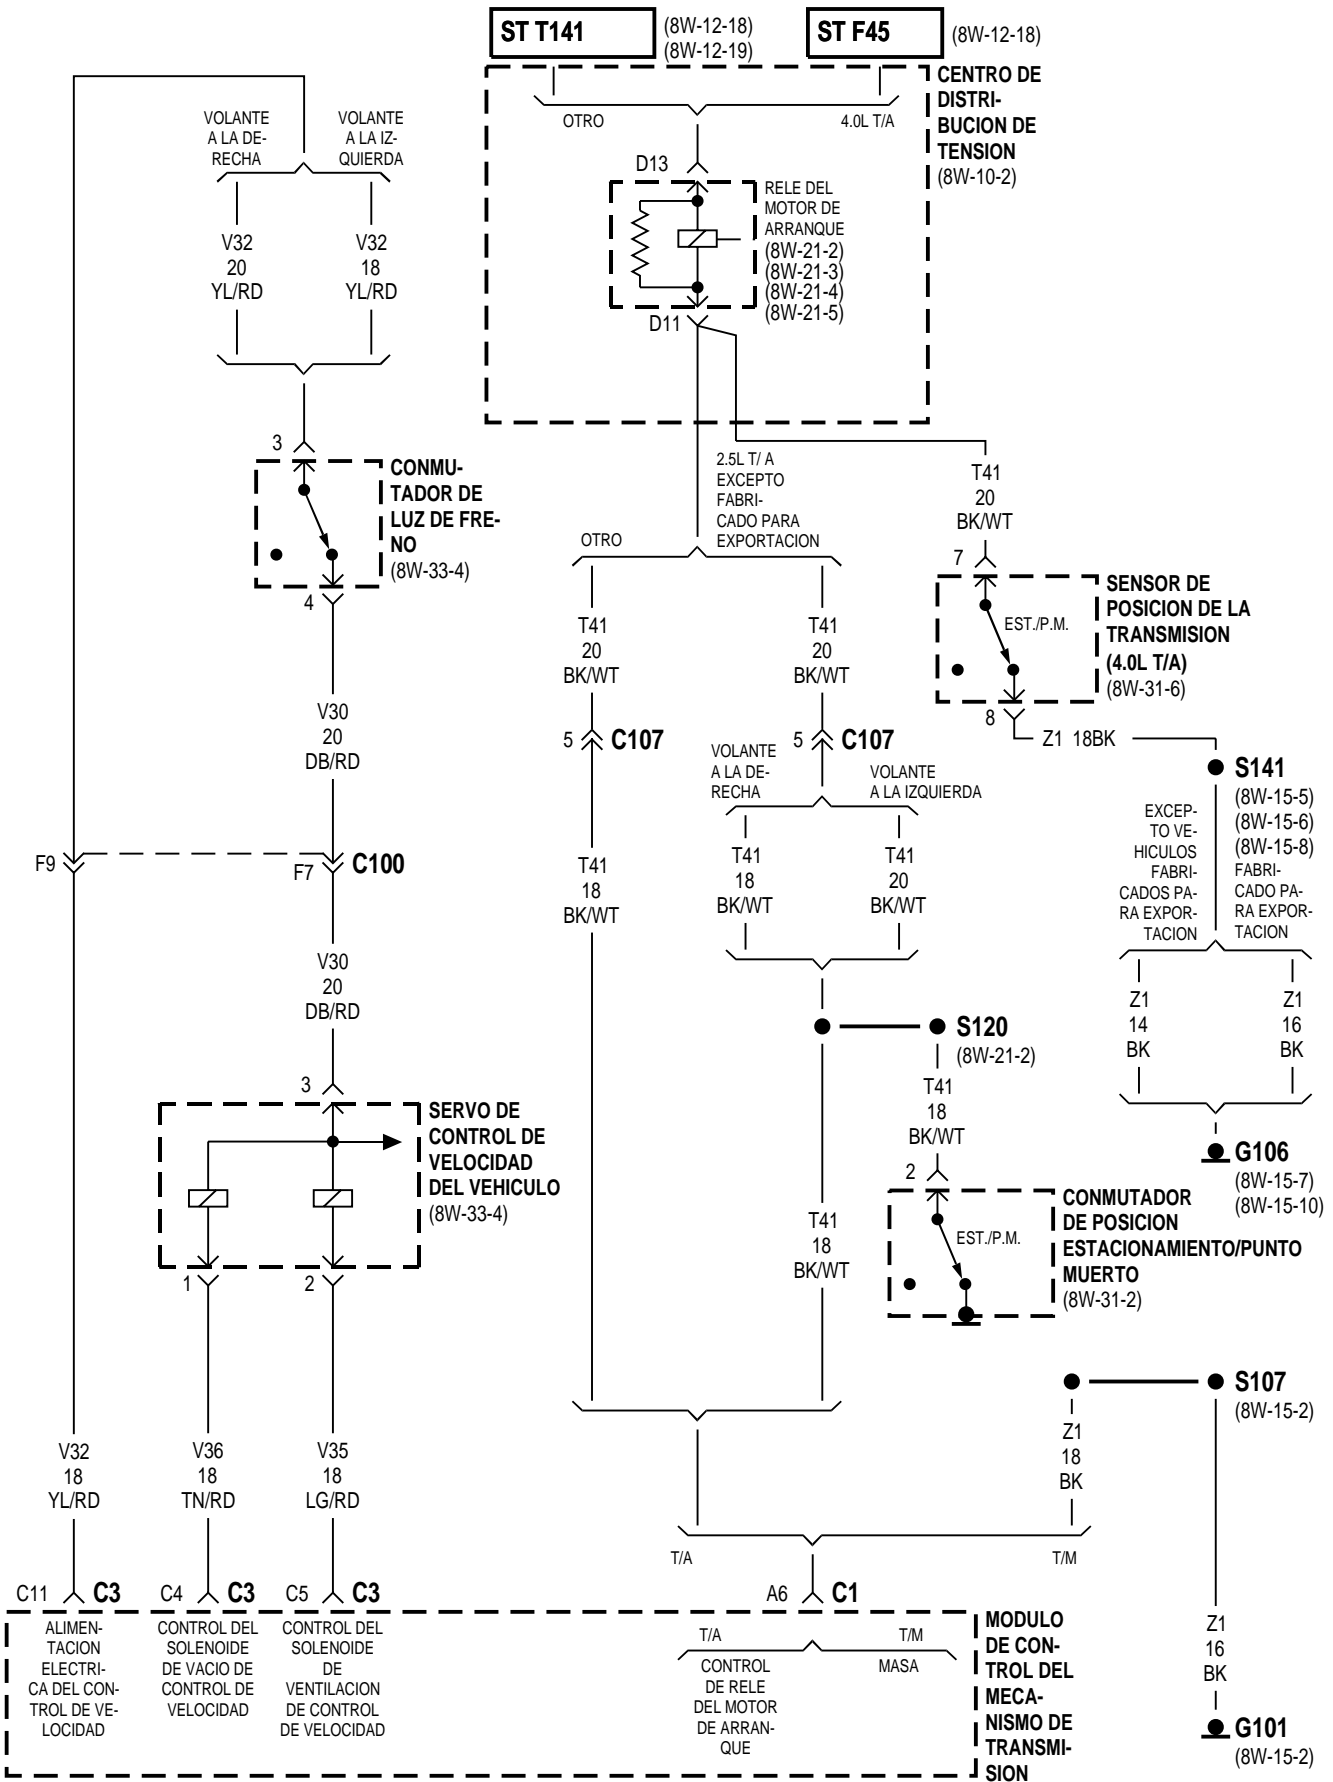 ST T141
(8W-12-18)
(8W-12-19)
ST F45
(8W-12-18)
CENTRO DE
DISTRI-
BUCION DE
TENSION
(8W-10-2)
OTRO
4.0L T/A
D13
RELE DEL
MOTOR DE
ARRANQUE
(8W-21-2)
(8W-21-3)
(8W-21-4)
(8W-21-5)
D11
VOLANTE
A LA DE-
RECHA
VOLANTE
A LA IZ-
QUIERDA
V32
20
YL/RD
V32
18
YL/RD
3
CONMU-
TADOR DE
LUZ DE FRE-
NO
(8W-33-4)
4
V30
20
DB/RD
F9
F7
C100
V30
20
DB/RD
3
SERVO DE
CONTROL DE
VELOCIDAD
DEL VEHICULO
(8W-33-4)
1
2
V32
18
YL/RD
V36
18
TN/RD
V35
18
LG/RD
C11
C3
C4
C3
C5
C3
ALIMEN-
TACION
ELECTRI-
CA DEL CON-
TROL DE VE-
LOCIDAD
CONTROL DEL
SOLENOIDE
DE VACIO DE
CONTROL DE
VELOCIDAD
CONTROL DEL
SOLENOIDE
DE
VENTILACION
DE CONTROL
DE VELOCIDAD
2.5L T/ A
EXCEPTO
FABRI-
CADO PARA
EXPORTACION
OTRO
T41
20
BK/WT
T41
20
BK/WT
5
C107
5
C107
VOLANTE
A LA DE-
RECHA
VOLANTE
A LA IZQUIERDA
T41
18
BK/WT
T41
18
BK/WT
T41
20
BK/WT
S120
(8W-21-2)
T41
18
BK/WT
2
EST./P.M.
CONMUTADOR
DE POSICION
ESTACIONAMIENTO/PUNTO
MUERTO
(8W-31-2)
T41
18
BK/WT
T41
20
BK/WT
7
SENSOR DE
POSICION DE LA
TRANSMISION
(4.0L T/A)
(8W-31-6)
EST./P.M.
8
Z1 18BK
S141
(8W-15-5)
(8W-15-6)
(8W-15-8)
EXCEP-
TO VE-
HICULOS
FABRI-
CADOS PA-
RA EXPOR-
TACION
FABRI-
CADO PA-
RA EXPOR-
TACION
Z1
14
BK
Z1
16
BK
G106
(8W-15-7)
(8W-15-10)
S107
(8W-15-2)
Z1
18
BK
T/A
T/M
A6
C1
T/A
T/M
CONTROL
DE RELE
DEL MOTOR
DE ARRAN-
QUE
MASA
MODULO
DE CON-
TROL DEL
MECA-
NISMO DE
TRANSMI-
SION
Z1
16
BK
G101
(8W-15-2)